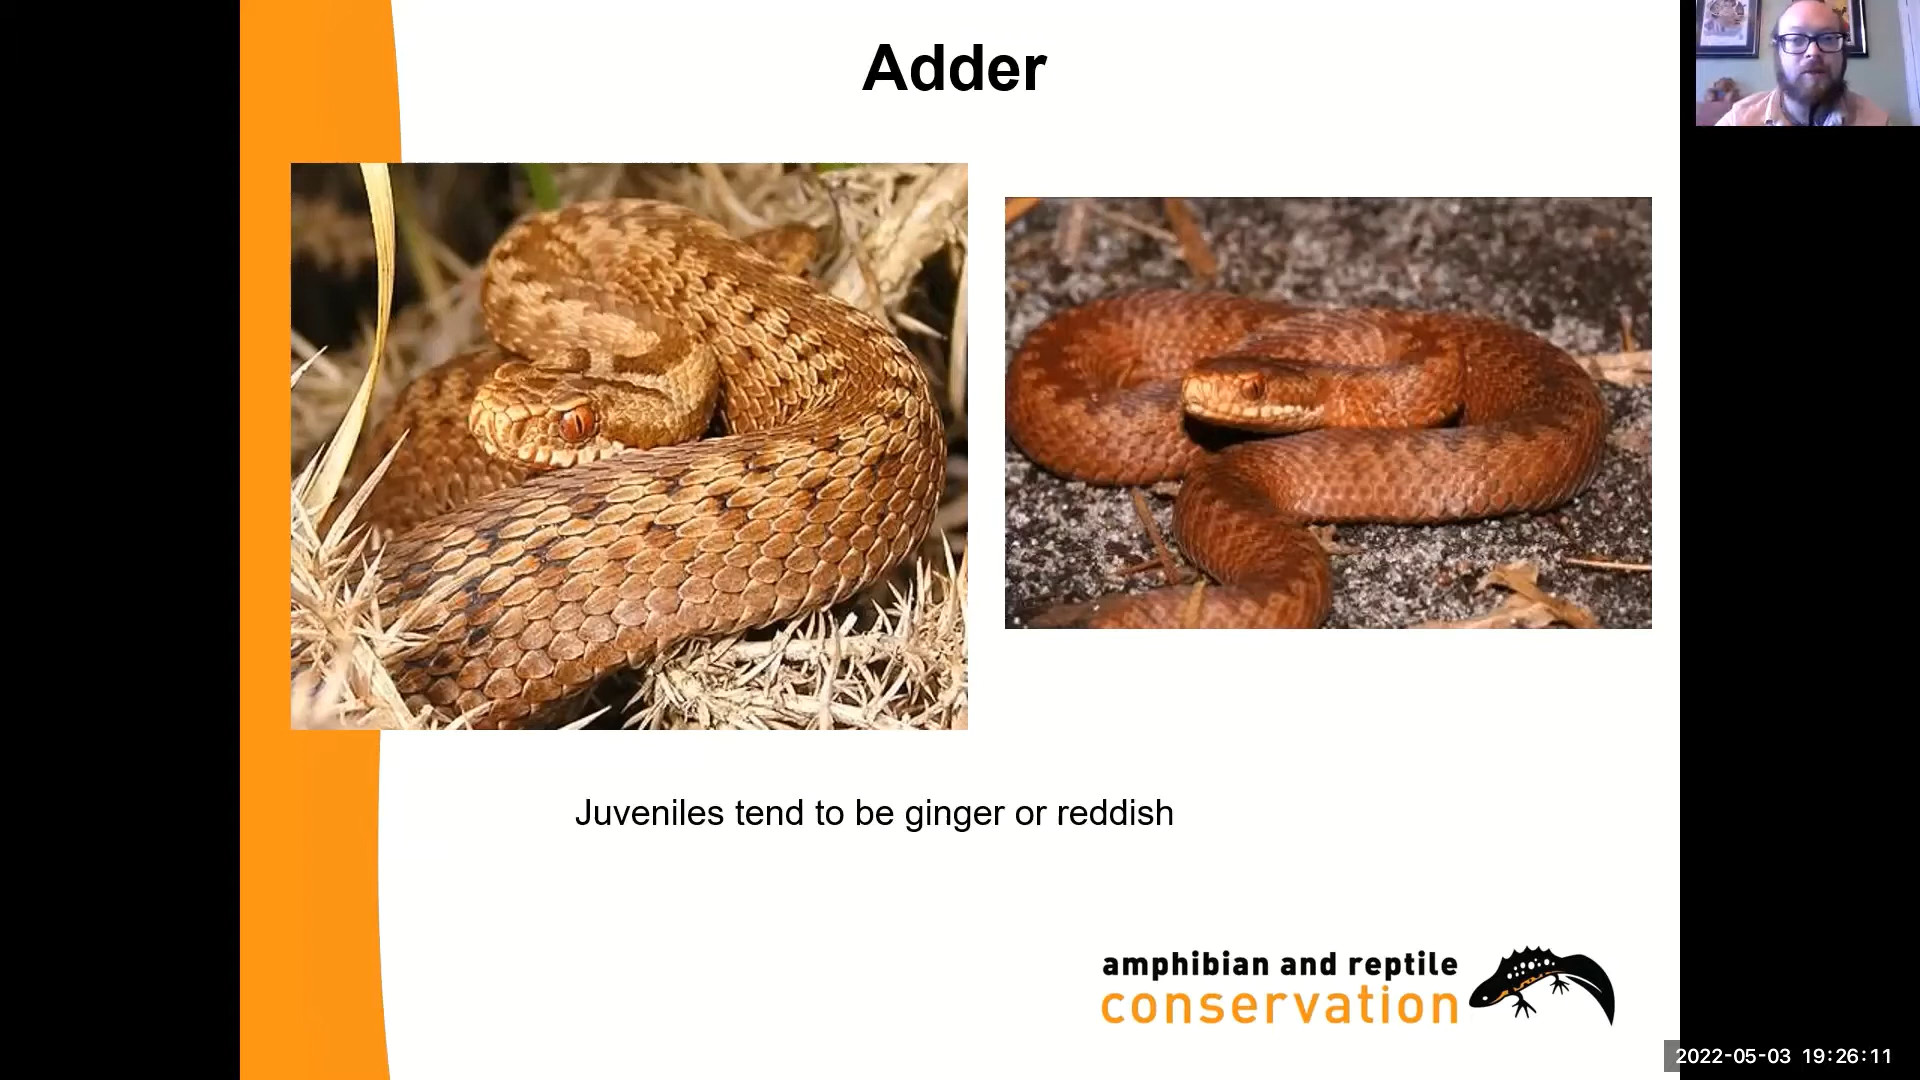 Adder
Juveniles tend to be ginger or reddish
amphibian and reptile
conservation
2022-05-03 19:26:11